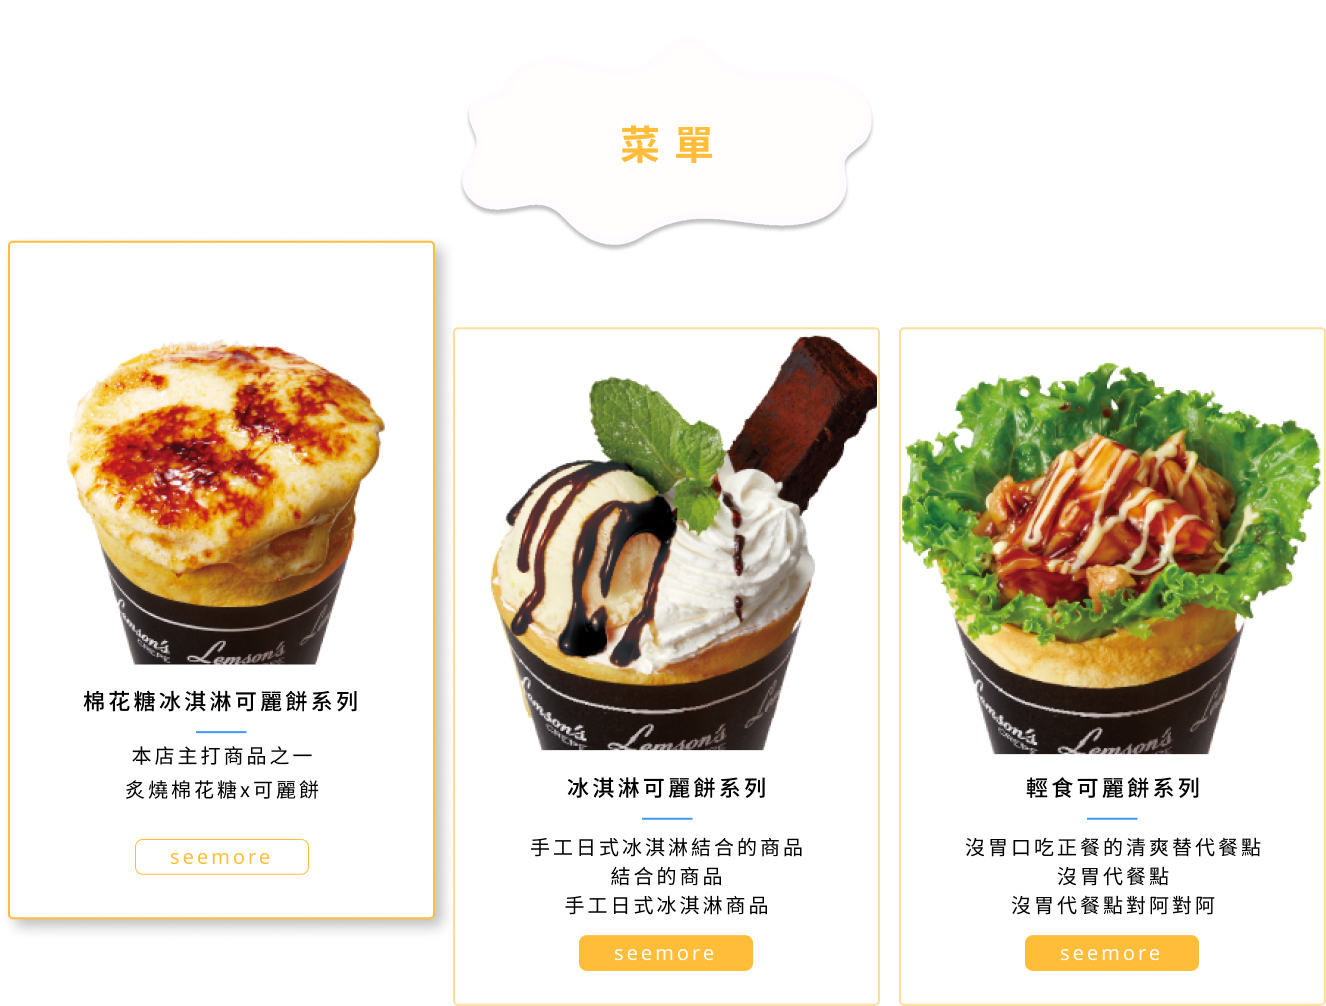 菜單
棉花糖冰淇淋可麗餅系列
本店主打商品之一
炙燒棉花糖x可麗餅
seemore
Lemson's
冰淇淋可麗餅系列
手工日式冰淇淋結合的商品
結合的商品
手工日式冰淇淋商品
seemore
Lemson's
輕食可麗餅系列
沒胃口吃正餐的清爽替代餐點
沒胃代餐點
沒胃代餐點對阿對阿
seemore